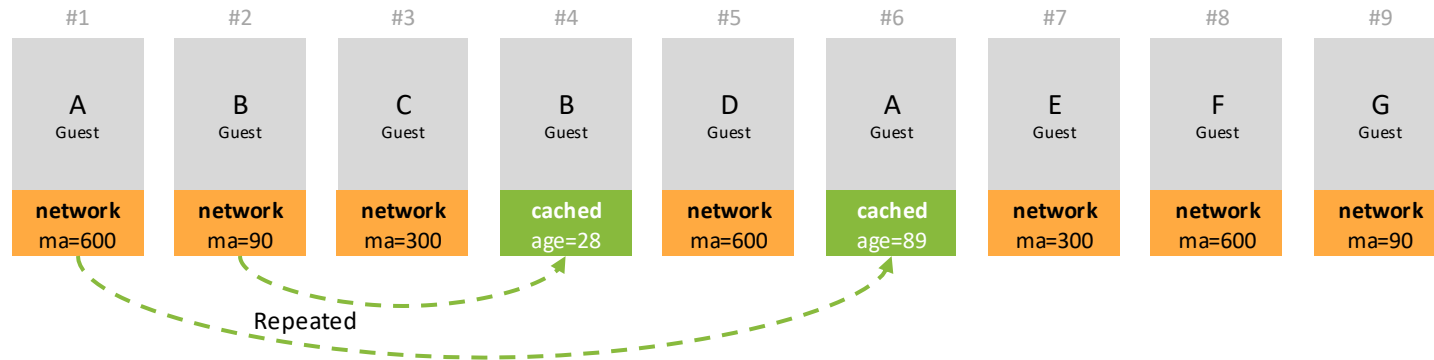 #1 #2 #3 #4 #5 #6 #7 #8 #9
A B C B D A E F G
Guest Guest Guest Guest Guest Guest Guest Guest Guest
network network network cached network cached network network network
ma=600 ma=90 ma=300 age=28 ma=600 age=89 ma=300 ma=600 ma=90
Repeated